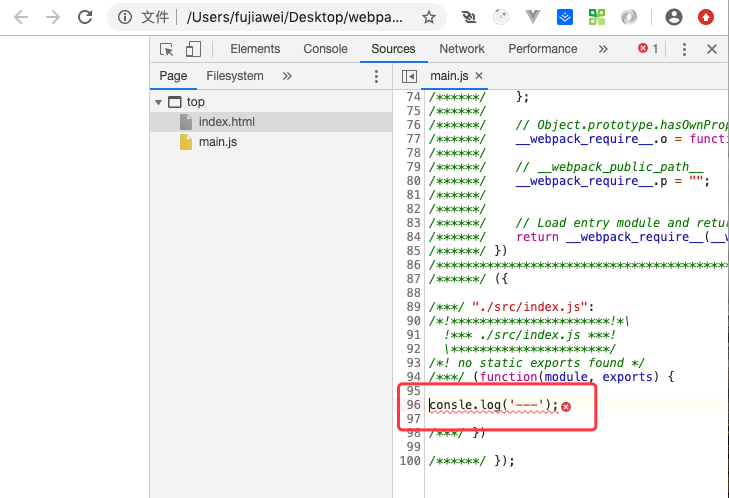 文件 /Users/fujiawei/Desktop/webpa...
Elements Console Sources Network Performance » 1
Page Filesystem »
main.js ×
top
index.html
main.js
74 /******/ };
75 /******/
76 /******/ // Object.prototype.hasOwnProp
77 /******/ __webpack_require__.o = functi
78 /******/
79 /******/ // __webpack_public_path__
80 /******/ __webpack_require__.p = "";
81 /******/
82 /******/
83 /******/ // Load entry module and retur
84 /******/ return __webpack_require__(__w
85 /******/ })
86 /*******************************************
87 /******/ ({
88
89 /***/ "./src/index.js":
90 /*!**********************!*\
91 !*** ./src/index.js ***!
92 \**********************/
93 /*! no static exports found */
94 /***/ (function(module, exports) {
95
96 consle.log('---');
97
98 /***/ })
99
100 /******/ });